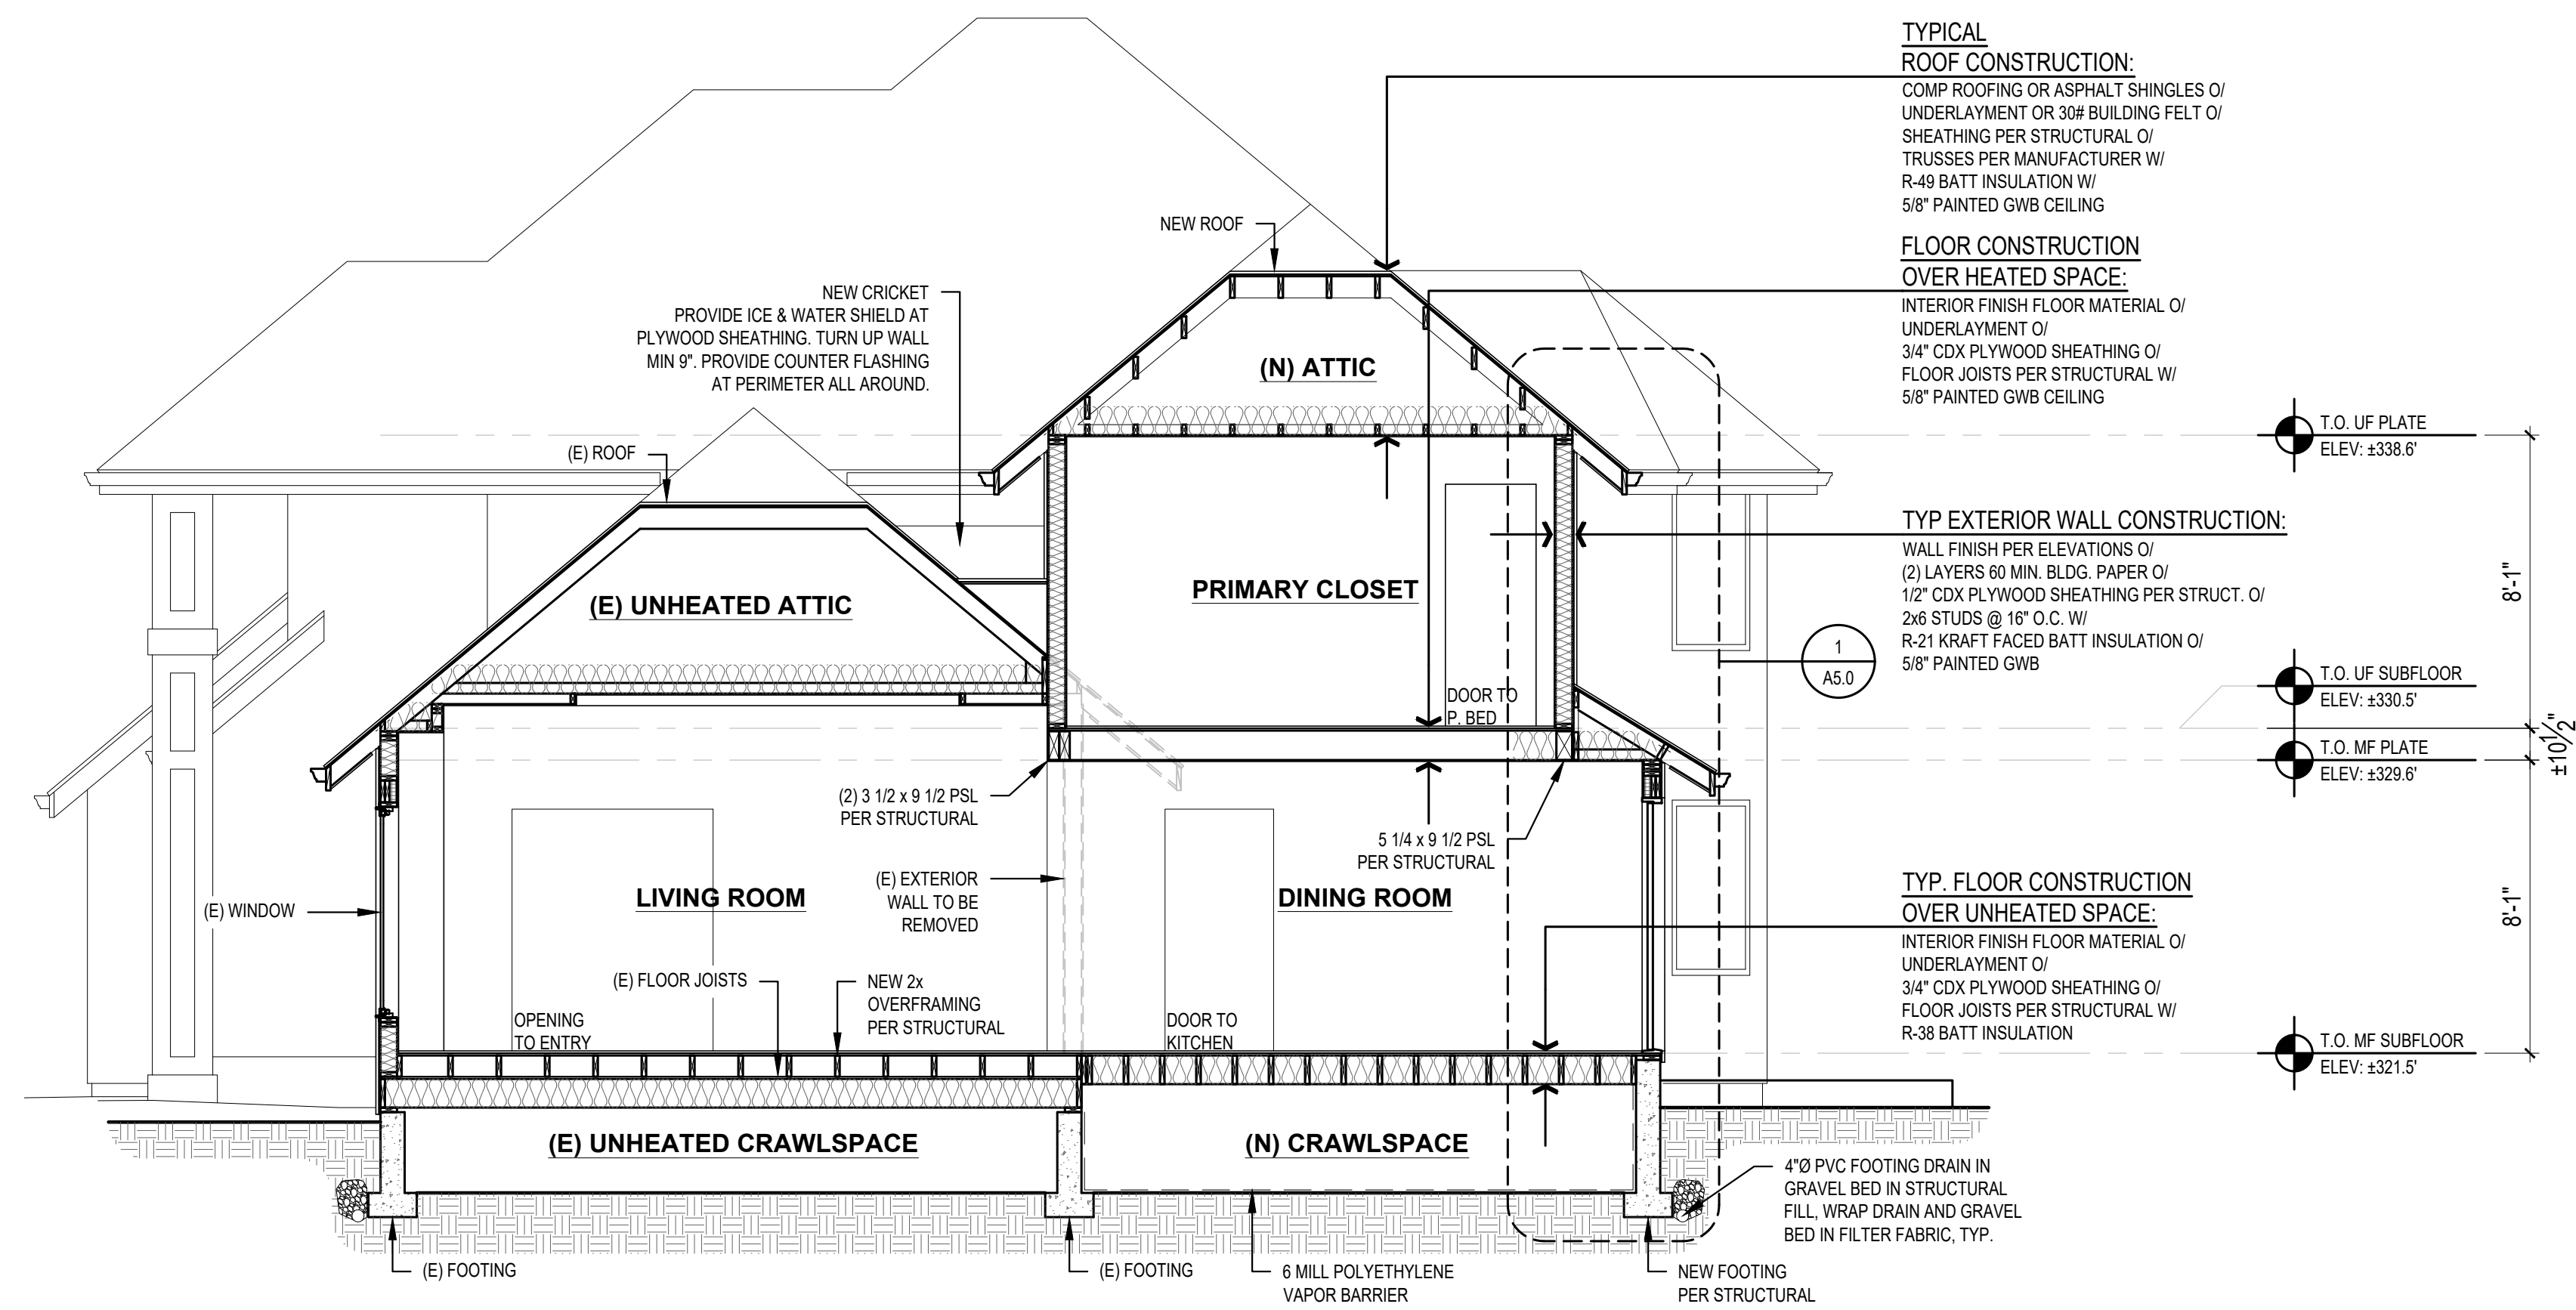 TYPICAL
ROOF CONSTRUCTION:
COMP ROOFING OR ASPHALT SHINGLES O/
UNDERLAYMENT OR 30# BUILDING FELT O/
SHEATHING PER STRUCTURAL O/
TRUSSES PER MANUFACTURER W/
R-49 BATT INSULATION W/
5/8" PAINTED GWB CEILING
FLOOR CONSTRUCTION
OVER HEATED SPACE:
INTERIOR FINISH FLOOR MATERIAL O/
UNDERLAYMENT O/
3/4" CDX PLYWOOD SHEATHING O/
FLOOR JOISTS PER STRUCTURAL W/
5/8" PAINTED GWB CEILING
NEW ROOF
NEW CRICKET
PROVIDE ICE & WATER SHIELD AT
PLYWOOD SHEATHING. TURN UP WALL
MIN 9". PROVIDE COUNTER FLASHING
AT PERIMETER ALL AROUND.
(N) ATTIC
(E) ROOF
T.O. UF PLATE
ELEV: ±338.6'
TYP EXTERIOR WALL CONSTRUCTION:
WALL FINISH PER ELEVATIONS O/
(2) LAYERS 60 MIN. BLDG. PAPER O/
1/2" CDX PLYWOOD SHEATHING PER STRUCT. O/
2x6 STUDS @ 16" O.C. W/
R-21 KRAFT FACED BATT INSULATION O/
5/8" PAINTED GWB
8'-1"
(E) UNHEATED ATTIC
PRIMARY CLOSET
1
A5.0
DOOR TO
P. BED
T.O. UF SUBFLOOR
ELEV: ±330.5'
±10 1/2"
T.O. MF PLATE
ELEV: ±329.6'
(2) 3 1/2 x 9 1/2 PSL
PER STRUCTURAL
5 1/4 x 9 1/2 PSL
PER STRUCTURAL
(E) WINDOW
LIVING ROOM
(E) EXTERIOR
WALL TO BE
REMOVED
DINING ROOM
TYP. FLOOR CONSTRUCTION
OVER UNHEATED SPACE:
INTERIOR FINISH FLOOR MATERIAL O/
UNDERLAYMENT O/
3/4" CDX PLYWOOD SHEATHING O/
FLOOR JOISTS PER STRUCTURAL W/
R-38 BATT INSULATION
8'-1"
(E) FLOOR JOISTS
NEW 2x
OVERFRAMING
PER STRUCTURAL
OPENING
TO ENTRY
DOOR TO
KITCHEN
T.O. MF SUBFLOOR
ELEV: ±321.5'
(E) UNHEATED CRAWLSPACE
(N) CRAWLSPACE
4"Ø PVC FOOTING DRAIN IN
GRAVEL BED IN STRUCTURAL
FILL, WRAP DRAIN AND GRAVEL
BED IN FILTER FABRIC, TYP.
(E) FOOTING
(E) FOOTING
6 MILL POLYETHYLENE
VAPOR BARRIER
NEW FOOTING
PER STRUCTURAL